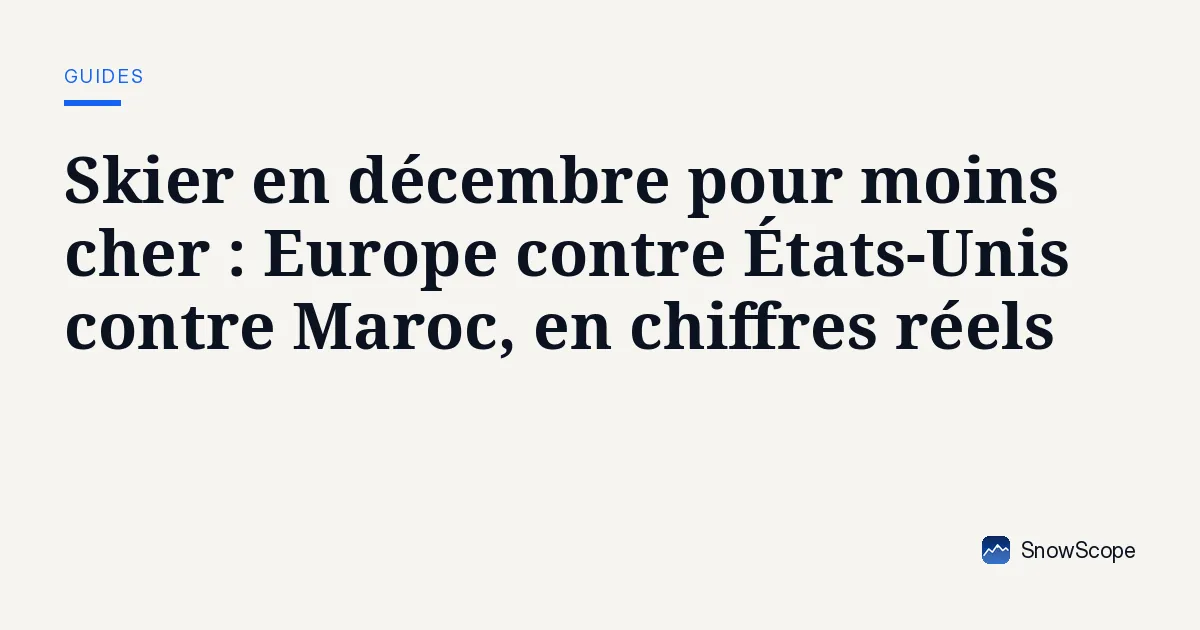 GUIDES
Skier en décembre pour moins
cher : Europe contre États-Unis
contre Maroc, en chiffres réels
SnowScope